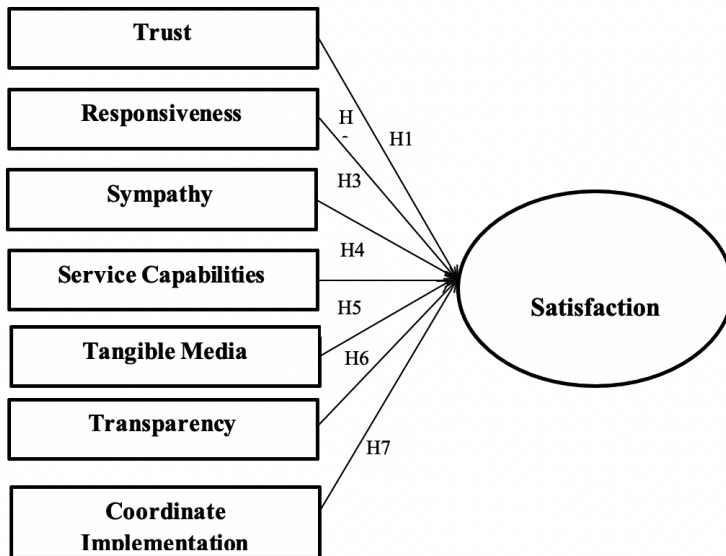 Trust
Responsiveness
H
H1
Sympathy
H3
H4
Service Capabilities
Satisfaction
H5
Tangible Media
H6
Transparency
H7
Coordinate
Implementation